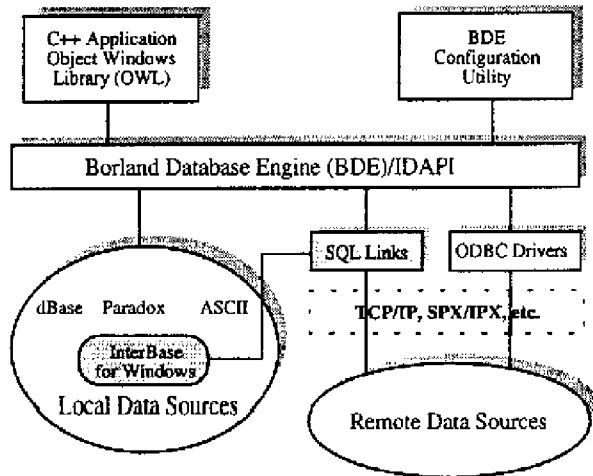 C++ Application
Object Windows
Library (OWL)
BDE
Configuration
Utility
Borland Database Engine (BDE)/IDAPI
SQL Links
ODBC Drivers
dBase Paradox ASCII
TCP/IP, SPX/IPX, etc.
InterBase
for Windows
Local Data Sources
Remote Data Sources